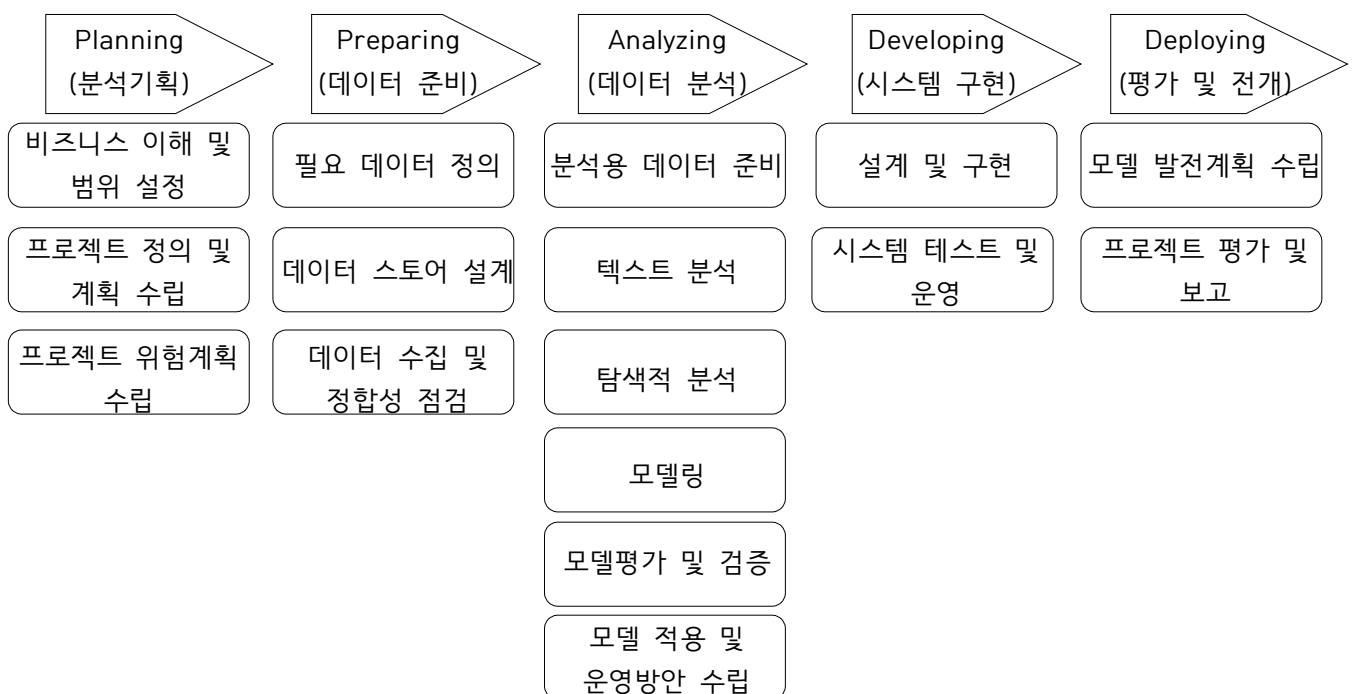 Planning
(분석기획)
Preparing
(데이터 준비)
Analyzing
(데이터 분석)
Developing
(시스템 구현)
Deploying
(평가 및 전개)
비즈니스 이해 및
범위 설정
필요 데이터 정의
분석용 데이터 준비
설계 및 구현
모델 발전계획 수립
프로젝트 정의 및
계획 수립
데이터 스토어 설계
텍스트 분석
시스템 테스트 및
운영
프로젝트 평가 및
보고
프로젝트 위험계획
수립
데이터 수집 및
정합성 점검
탐색적 분석
모델링
모델평가 및 검증
모델 적용 및
운영방안 수립